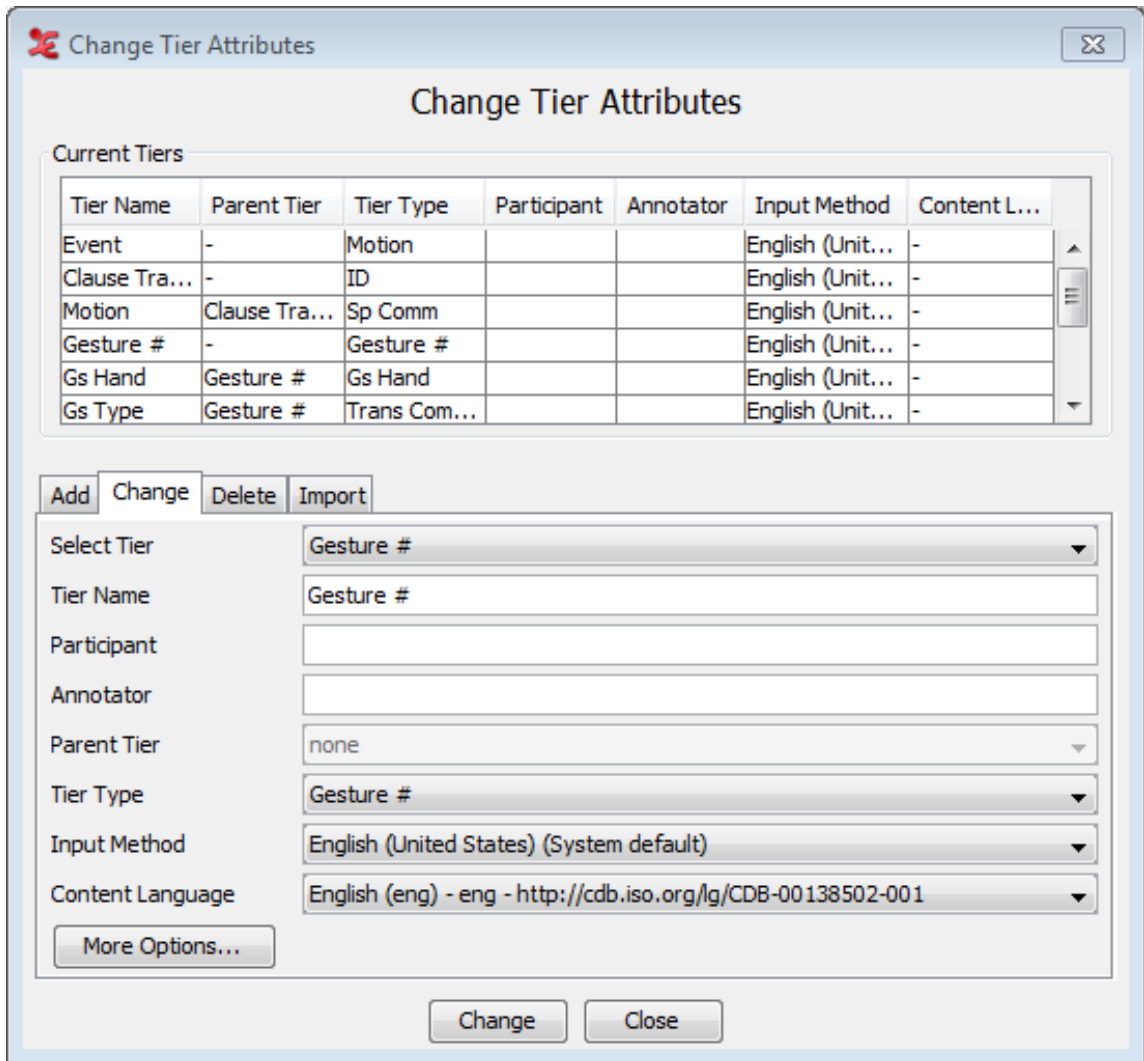 Change Tier Attributes
Change Tier Attributes
Current Tiers
Tier Name Parent Tier Tier Type Participant Annotator Input Method Content L...
Event - Motion English (Unit... -
Clause Tra... - ID English (Unit... -
Motion Clause Tra... Sp Comm English (Unit... -
Gesture # - Gesture # English (Unit... -
Gs Hand Gesture # Gs Hand English (Unit... -
Gs Type Gesture # Trans Com... English (Unit... -
Add Change Delete Import
Select Tier Gesture #
Tier Name Gesture #
Participant
Annotator
Parent Tier none
Tier Type Gesture #
Input Method English (United States) (System default)
Content Language English (eng) - eng - http://cdb.iso.org/lg/CDB-00138502-001
More Options...
Change Close